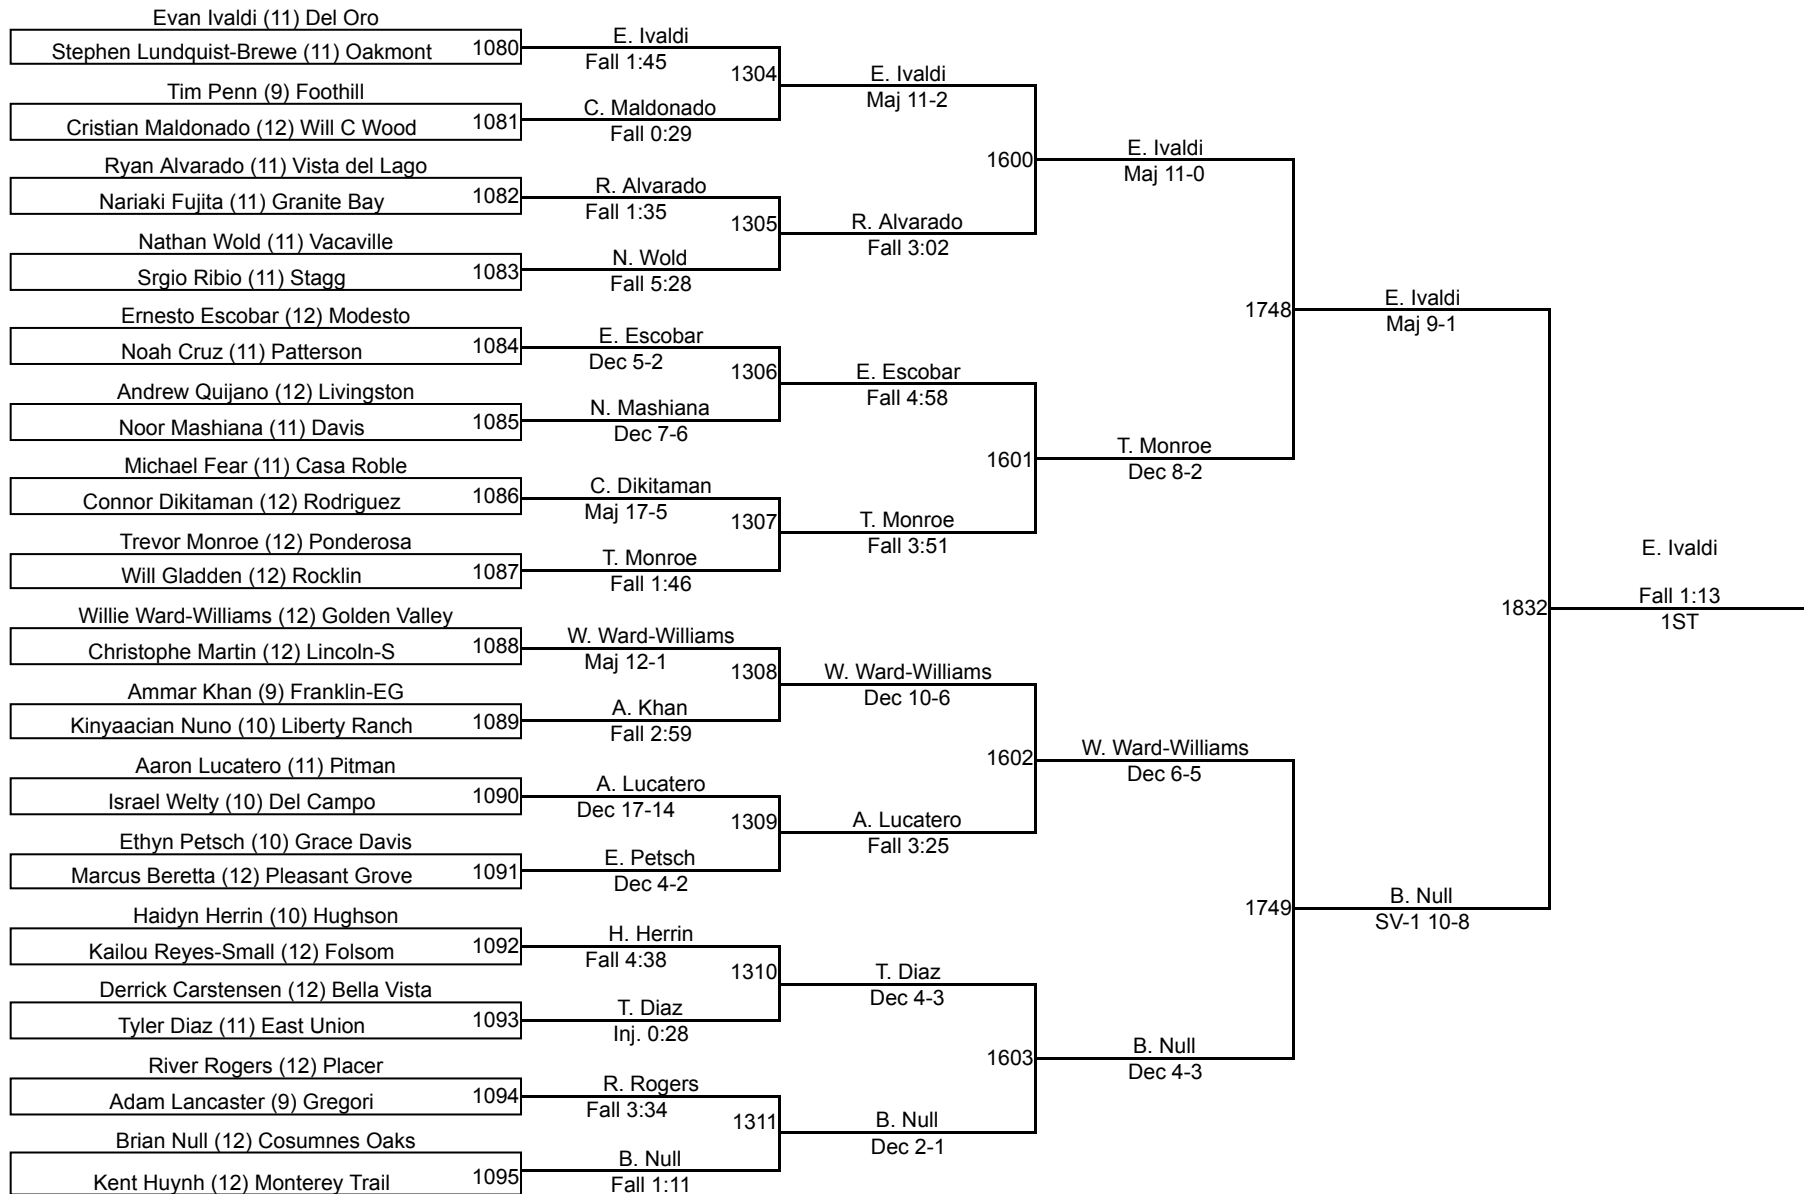 Evan Ivaldi (11) Del Oro
Stephen Lundquist-Brewe (11) Oakmont
1080
Tim Penn (9) Foothill
Cristian Maldonado (12) Will C Wood
1081
Ryan Alvarado (11) Vista del Lago
Nariaki Fujita (11) Granite Bay
1082
Nathan Wold (11) Vacaville
Srgio Ribio (11) Stagg
1083
Ernesto Escobar (12) Modesto
Noah Cruz (11) Patterson
1084
Andrew Quijano (12) Livingston
Noor Mashiana (11) Davis
1085
Michael Fear (11) Casa Roble
Connor Dikitaman (12) Rodriguez
1086
Trevor Monroe (12) Ponderosa
Will Gladden (12) Rocklin
1087
Willie Ward-Williams (12) Golden Valley
Christophe Martin (12) Lincoln-S
1088
Ammar Khan (9) Franklin-EG
Kinyaacian Nuno (10) Liberty Ranch
1089
Aaron Lucatero (11) Pitman
Israel Welty (10) Del Campo
1090
Ethyn Petsch (10) Grace Davis
Marcus Beretta (12) Pleasant Grove
1091
Haidyn Herrin (10) Hughson
Kailou Reyes-Small (12) Folsom
1092
Derrick Carstensen (12) Bella Vista
Tyler Diaz (11) East Union
1093
River Rogers (12) Placer
Adam Lancaster (9) Gregori
1094
Brian Null (12) Cosumnes Oaks
Kent Huynh (12) Monterey Trail
1095
E. Ivaldi
Fall 1:45
1304
C. Maldonado
Fall 0:29
R. Alvarado
Fall 1:35
1305
N. Wold
Fall 5:28
E. Escobar
Dec 5-2
1306
N. Mashiana
Dec 7-6
C. Dikitaman
Maj 17-5
1307
T. Monroe
Fall 1:46
W. Ward-Williams
Maj 12-1
1308
A. Khan
Fall 2:59
A. Lucatero
Dec 17-14
1309
E. Petsch
Dec 4-2
H. Herrin
Fall 4:38
1310
T. Diaz
Inj. 0:28
R. Rogers
Fall 3:34
1311
B. Null
Fall 1:11
E. Ivaldi
Maj 11-2
1600
R. Alvarado
Fall 3:02
E. Escobar
Fall 4:58
1601
T. Monroe
Fall 3:51
W. Ward-Williams
Dec 10-6
1602
A. Lucatero
Fall 3:25
T. Diaz
Dec 4-3
1603
B. Null
Dec 2-1
E. Ivaldi
Maj 11-0
1748
T. Monroe
Dec 8-2
W. Ward-Williams
Dec 6-5
1749
B. Null
Dec 4-3
E. Ivaldi
Maj 9-1
1832
B. Null
SV-1 10-8
E. Ivaldi
Fall 1:13
1ST